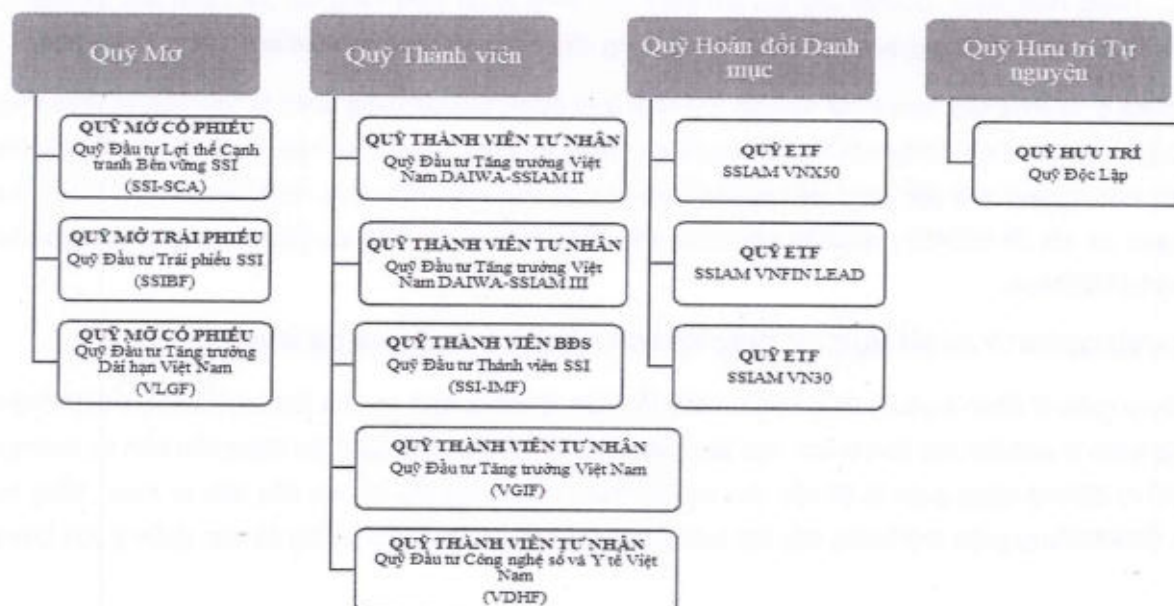 Quỹ Mở
QUỸ MỞ CỔ PHIẾU
Quỹ Đầu tư Lợi thế Cạnh
tranh Bền vững SSI
(SSI-SCA)
QUỸ MỞ TRÁI PHIẾU
Quỹ Đầu tư Trái phiếu SSI
(SSIBF)
QUỸ MỞ CỔ PHIẾU
Quỹ Đầu tư Tăng trưởng
Dài hạn Việt Nam
(VLGF)
Quỹ Thành viên
QUỸ THÀNH VIÊN TƯ NHÂN
Quỹ Đầu tư Tăng trưởng Việt
Nam DAIWA-SSIAM II
QUỸ THÀNH VIÊN TƯ NHÂN
Quỹ Đầu tư Tăng trưởng Việt
Nam DAIWA-SSIAM III
QUỸ THÀNH VIÊN BĐS
Quỹ Đầu tư Thành viên SSI
(SSI-IMF)
QUỸ THÀNH VIÊN TƯ NHÂN
Quỹ Đầu tư Tăng trưởng Việt Nam
(VGIF)
QUỸ THÀNH VIÊN TƯ NHÂN
Quỹ Đầu tư Công nghệ số và Y tế Việt
Nam
(VDHF)
Quỹ Hoán đổi Danh
mục
QUỸ ETF
SSIAM VNX50
QUỸ ETF
SSIAM VNFIN LEAD
QUỸ ETF
SSIAM VN30
Quỹ Hưu trí Tự
nguyện
QUỸ HƯU TRÍ
Quỹ Độc Lập